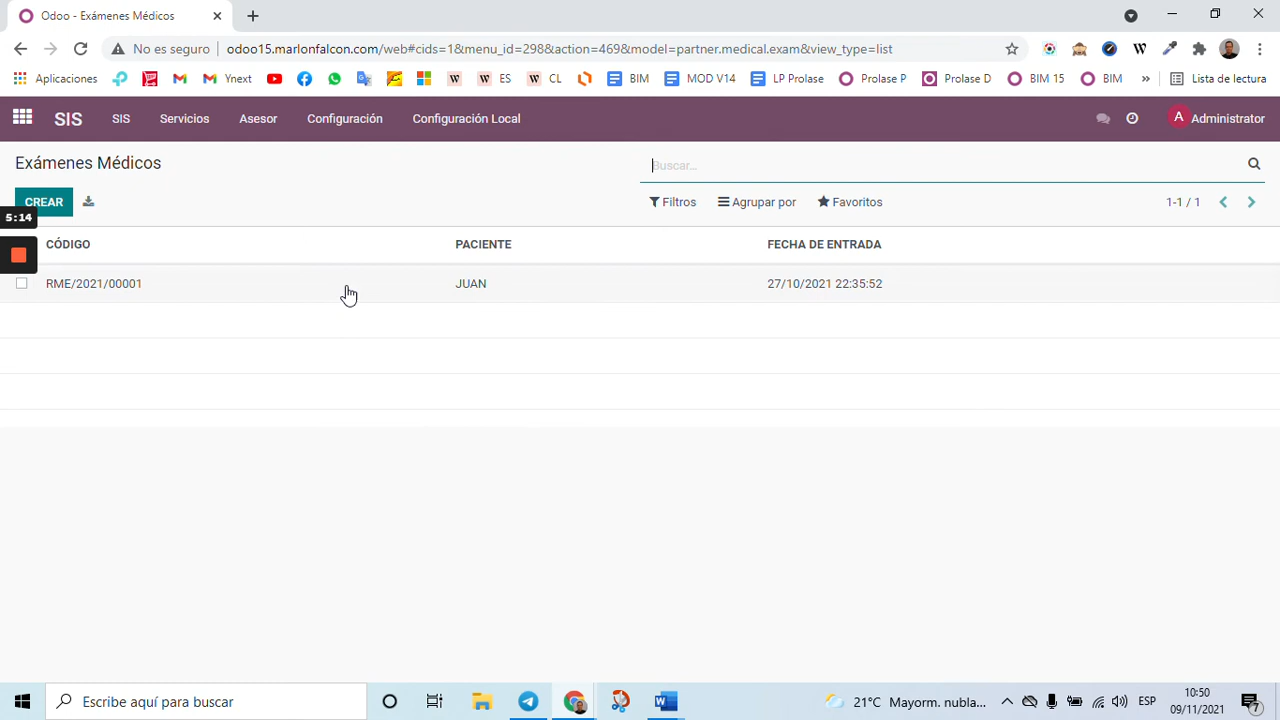 Odoo - Exámenes Médicos
No es seguro
odoo15.marlonfalcon.com/web#cids=1&menu_id=298&action=469&model=partner.medical.exam&view_type=list
Aplicaciones
Ynext
ES
CL
BIM
MOD V14
LP Prolase
Prolase P
Prolase D
BIM 15
BIM
»
Lista de lectura
SIS
SIS
Servicios
Asesor
Configuración
Configuración Local
A
Administrator
Exámenes Médicos
Buscar...
CREAR
Filtros
Agrupar por
Favoritos
1-1 / 1
5:14
CÓDIGO
PACIENTE
FECHA DE ENTRADA
RME/2021/00001
JUAN
27/10/2021 22:35:52
Escribe aquí para buscar
21°C Mayorm. nubla...
ESP
10:50
09/11/2021
7